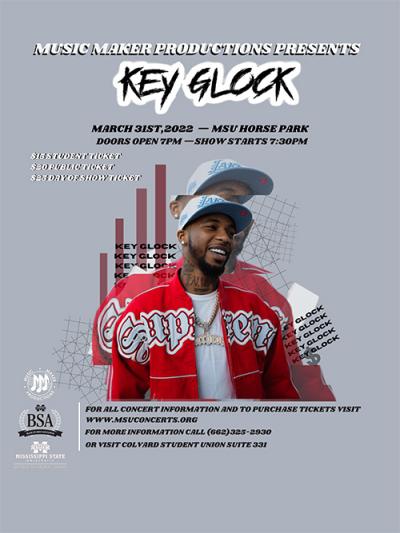 MUSIC MAKER PRODUCTIONS PRESENTS
KEY GLOCK
MARCH 31ST,2022 — MSU HORSE PARK
DOORS OPEN 7PM — SHOW STARTS 7:30PM
$15 STUDENT TICKET
$20 PUBLIC TICKET
$25 DAY OF SHOW TICKET
KEY GLOCK
KEY GLOCK
KEY GLOCK
KEY GLOCK
KEY GLOCK
KEY GLOCK
KEY GLOCK
KEY GLOCK
Supreme
BSA
MISSISSIPPI STATE
UNIVERSITY
FOR ALL CONCERT INFORMATION AND TO PURCHASE TICKETS VISIT
WWW.MSUCONCERTS.ORG
FOR MORE INFORMATION CALL (662)325-2930
OR VISIT COLVARD STUDENT UNION SUITE 331